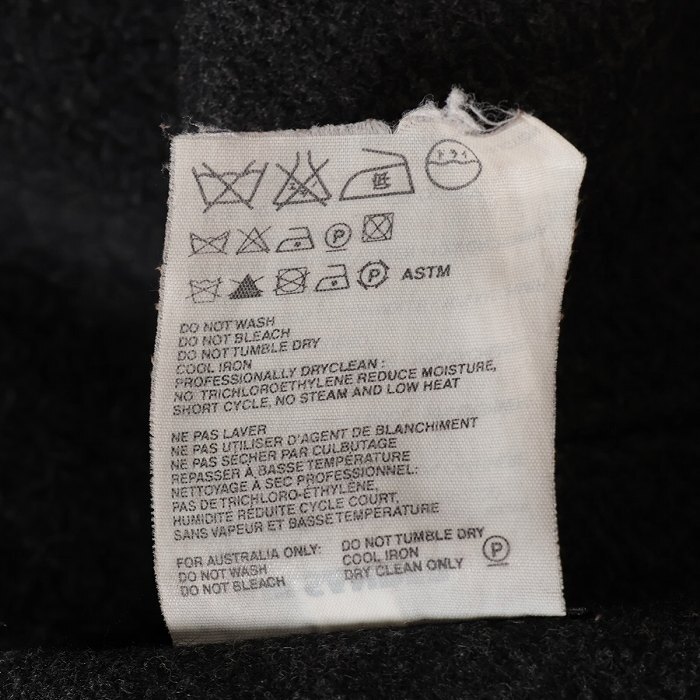 ドライ
低
P
P ASTM
DO NOT WASH
DO NOT BLEACH
DO NOT TUMBLE DRY
COOL IRON
PROFESSIONALLY DRYCLEAN :
NO TRICHLOROETHYLENE REDUCE MOISTURE,
SHORT CYCLE, NO STEAM AND LOW HEAT
NE PAS LAVER
NE PAS UTILISER D'AGENT DE BLANCHIMENT
NE PAS SÉCHER PAR CULBUTAGE
REPASSER À BASSE TEMPÉRATURE
NETTOYAGE À SEC PROFESSIONNEL:
PAS DE TRICHLORO-ÉTHYLÈNE,
HUMIDITÉ RÉDUITE CYCLE COURT,
SANS VAPEUR ET BASSE TEMPÉRATURE
FOR AUSTRALIA ONLY: DO NOT TUMBLE DRY
DO NOT WASH COOL IRON P
DO NOT BLEACH DRY CLEAN ONLY